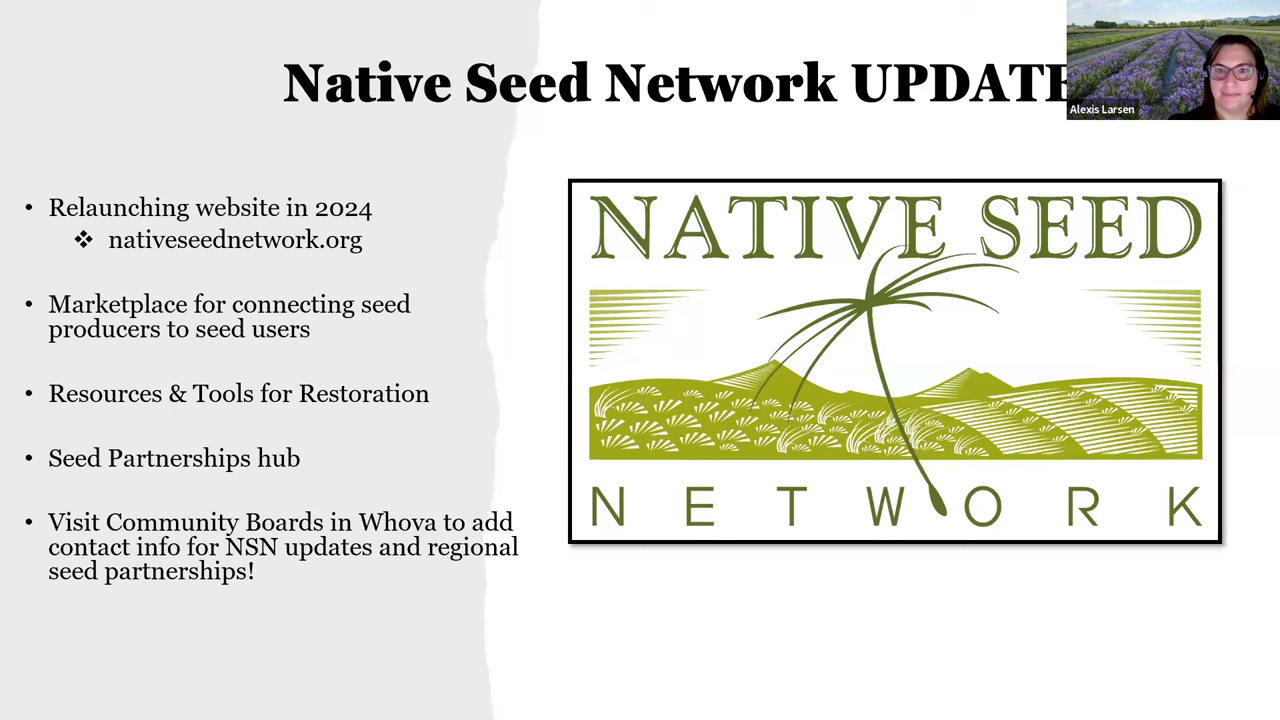 Native Seed Network UPDATE
Alexis Larsen
• Relaunching website in 2024
❖ nativeseednetwork.org
• Marketplace for connecting seed
producers to seed users
• Resources & Tools for Restoration
• Seed Partnerships hub
• Visit Community Boards in Whova to add
contact info for NSN updates and regional
seed partnerships!
NATIVE SEED
NETWORK